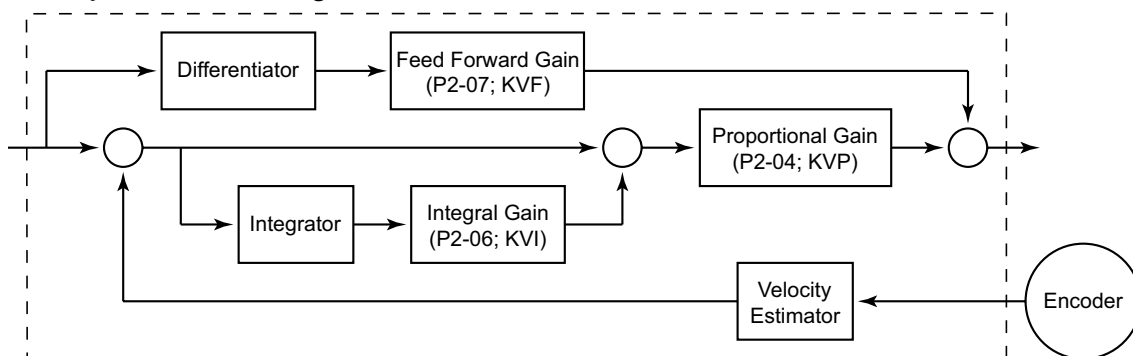 Differentiator
Feed Forward Gain
(P2-07; KVF)
Proportional Gain
(P2-04; KVP)
Integrator
Integral Gain
(P2-06; KVI)
Velocity
Estimator
Encoder